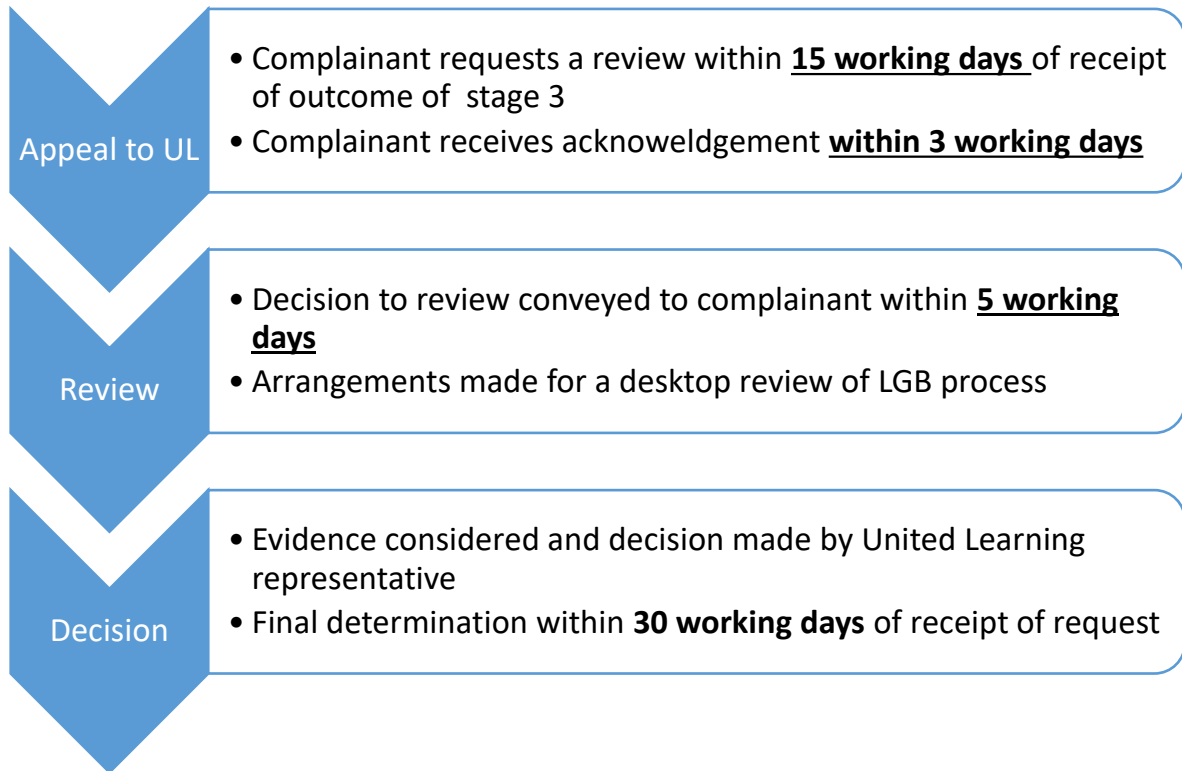 Appeal to UL
• Complainant requests a review within 15 working days of receipt
of outcome of stage 3
• Complainant receives acknoweldgement within 3 working days
Review
• Decision to review conveyed to complainant within 5 working
days
• Arrangements made for a desktop review of LGB process
Decision
• Evidence considered and decision made by United Learning
representative
• Final determination within 30 working days of receipt of request